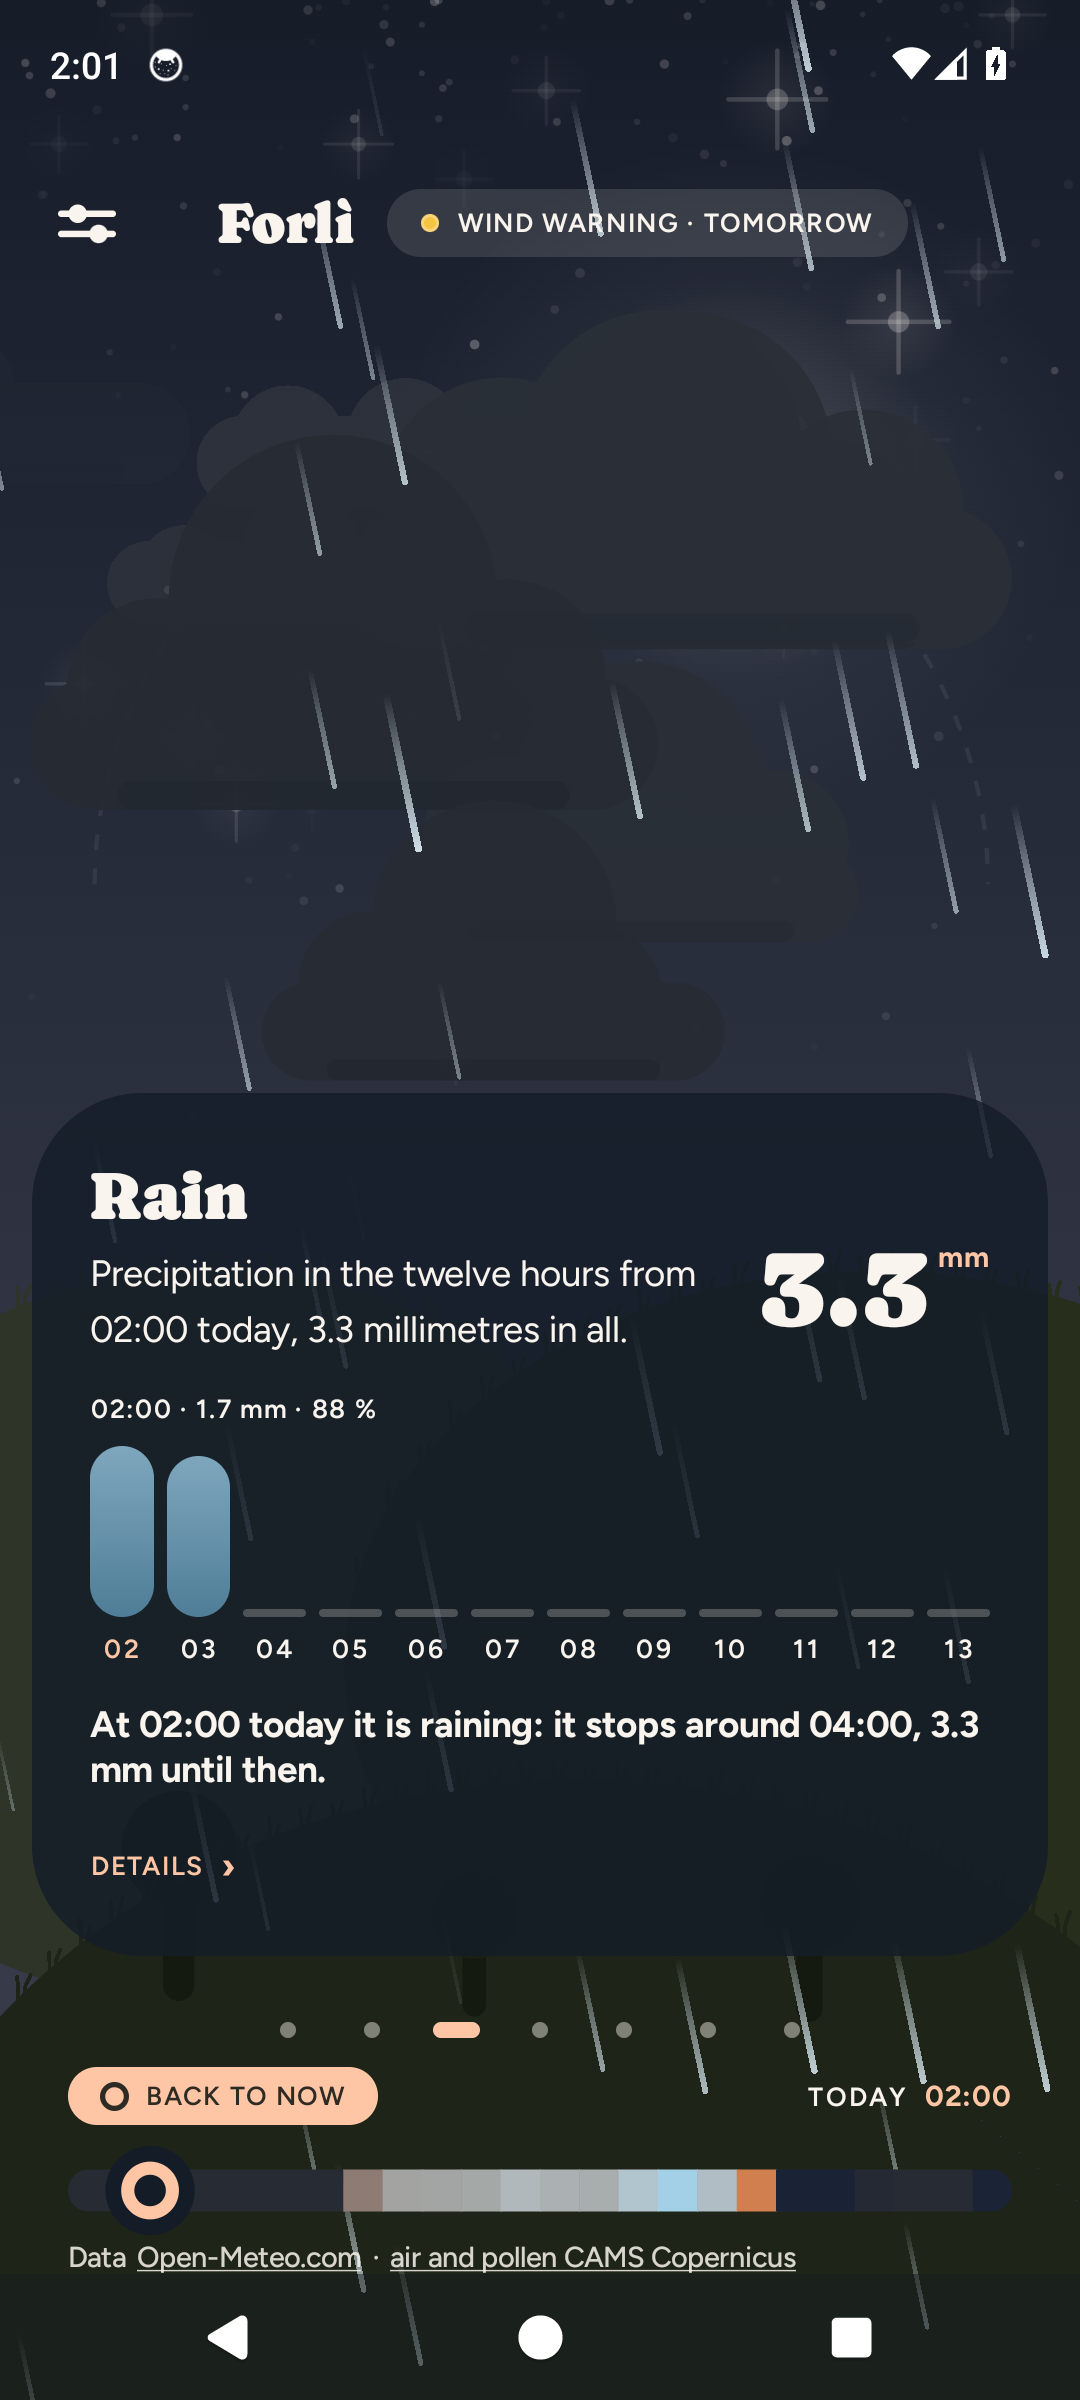 2:01
Forlì
WIND WARNING · TOMORROW
Rain
Precipitation in the twelve hours from
02:00 today, 3.3 millimetres in all.
3.3 mm
02:00 · 1.7 mm · 88 %
02 03 04 05 06 07 08 09 10 11 12 13
At 02:00 today it is raining: it stops around 04:00, 3.3
mm until then.
DETAILS ›
BACK TO NOW
TODAY 02:00
Data Open-Meteo.com · air and pollen CAMS Copernicus